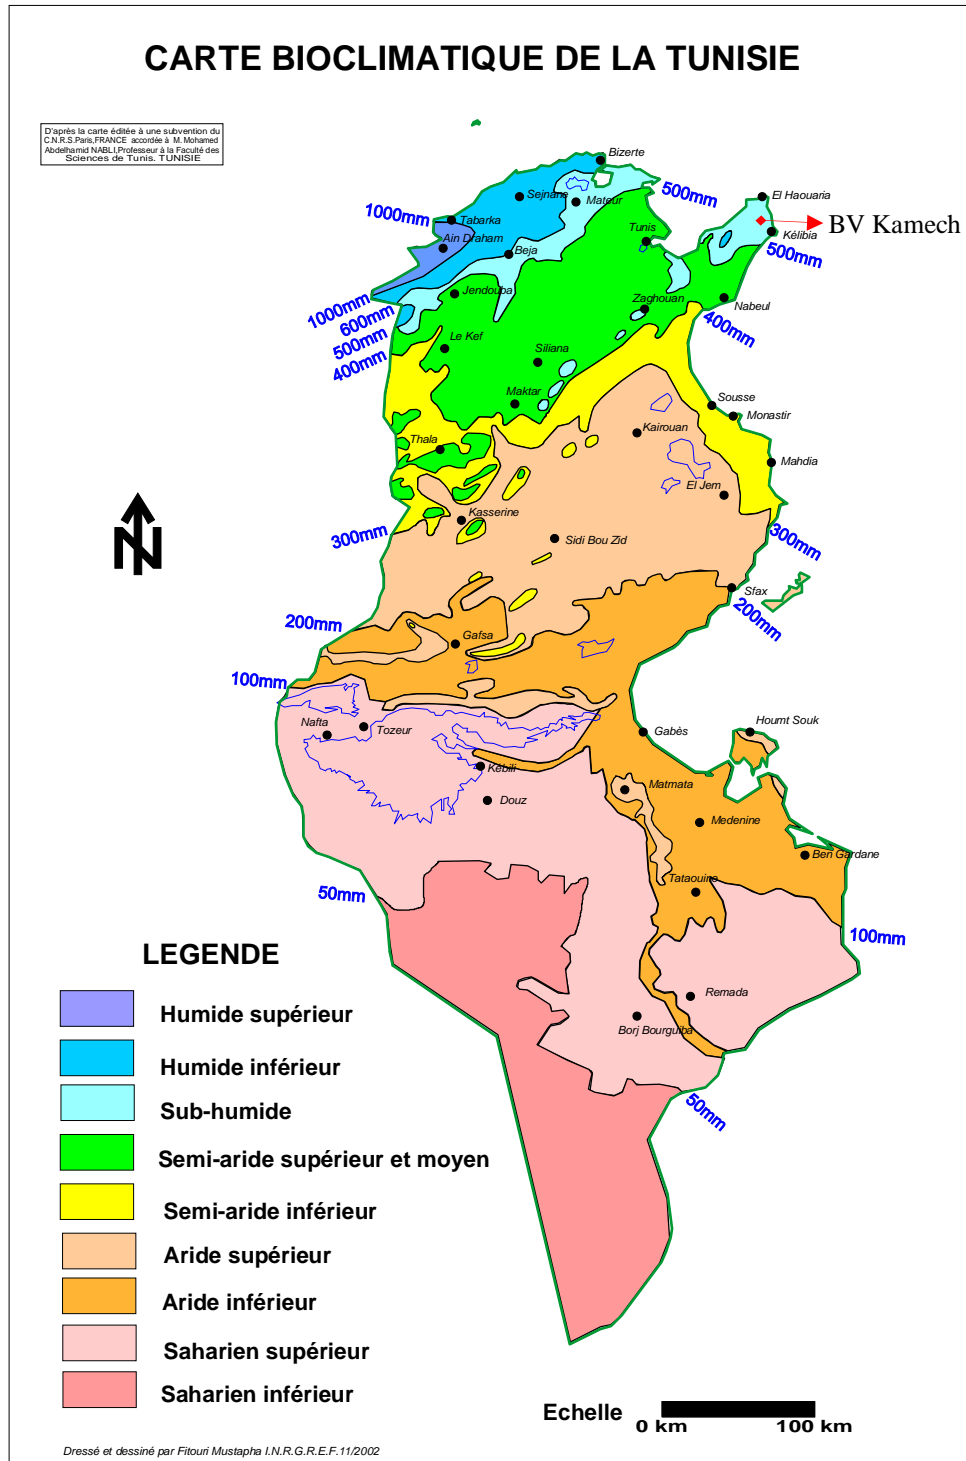 CARTE BIOCLIMATIQUE DE LA TUNISIE
D'après la carte éditée à une subvention du
C.N.R.S.Paris,FRANCE accordée à M. Mohamed
Abdelhamid NABLI,Professeur à la Faculté des
Sciences de Tunis. TUNISIE
Bizerte
500mm
El Haouaria
Sejnane
Mateur
1000mm
Tabarka
BV Kamech
Kélibia
Ain Draham
Tunis
Beja
500mm
Jendouba
1000mm
Zaghouan
Nabeul
600mm
400mm
500mm
Le Kef
400mm
Siliana
Maktar
Sousse
Monastir
Kairouan
Thala
Mahdia
El Jem
Kasserine
300mm
300mm
Sidi Bou Zid
Sfax
200mm
200mm
Gafsa
100mm
Nafta
Tozeur
Gabès
Houmt Souk
Kébili
Matmata
Douz
Medenine
Ben Gardane
Tataouine
50mm
100mm
Remada
Borj Bourguiba
50mm
LEGENDE
Humide supérieur
Humide inférieur
Sub-humide
Semi-aride supérieur et moyen
Semi-aride inférieur
Aride supérieur
Aride inférieur
Saharien supérieur
Saharien inférieur
N
Echelle
0 km 100 km
Dressé et dessiné par Fitouri Mustapha I.N.R.G.R.E.F.11/2002